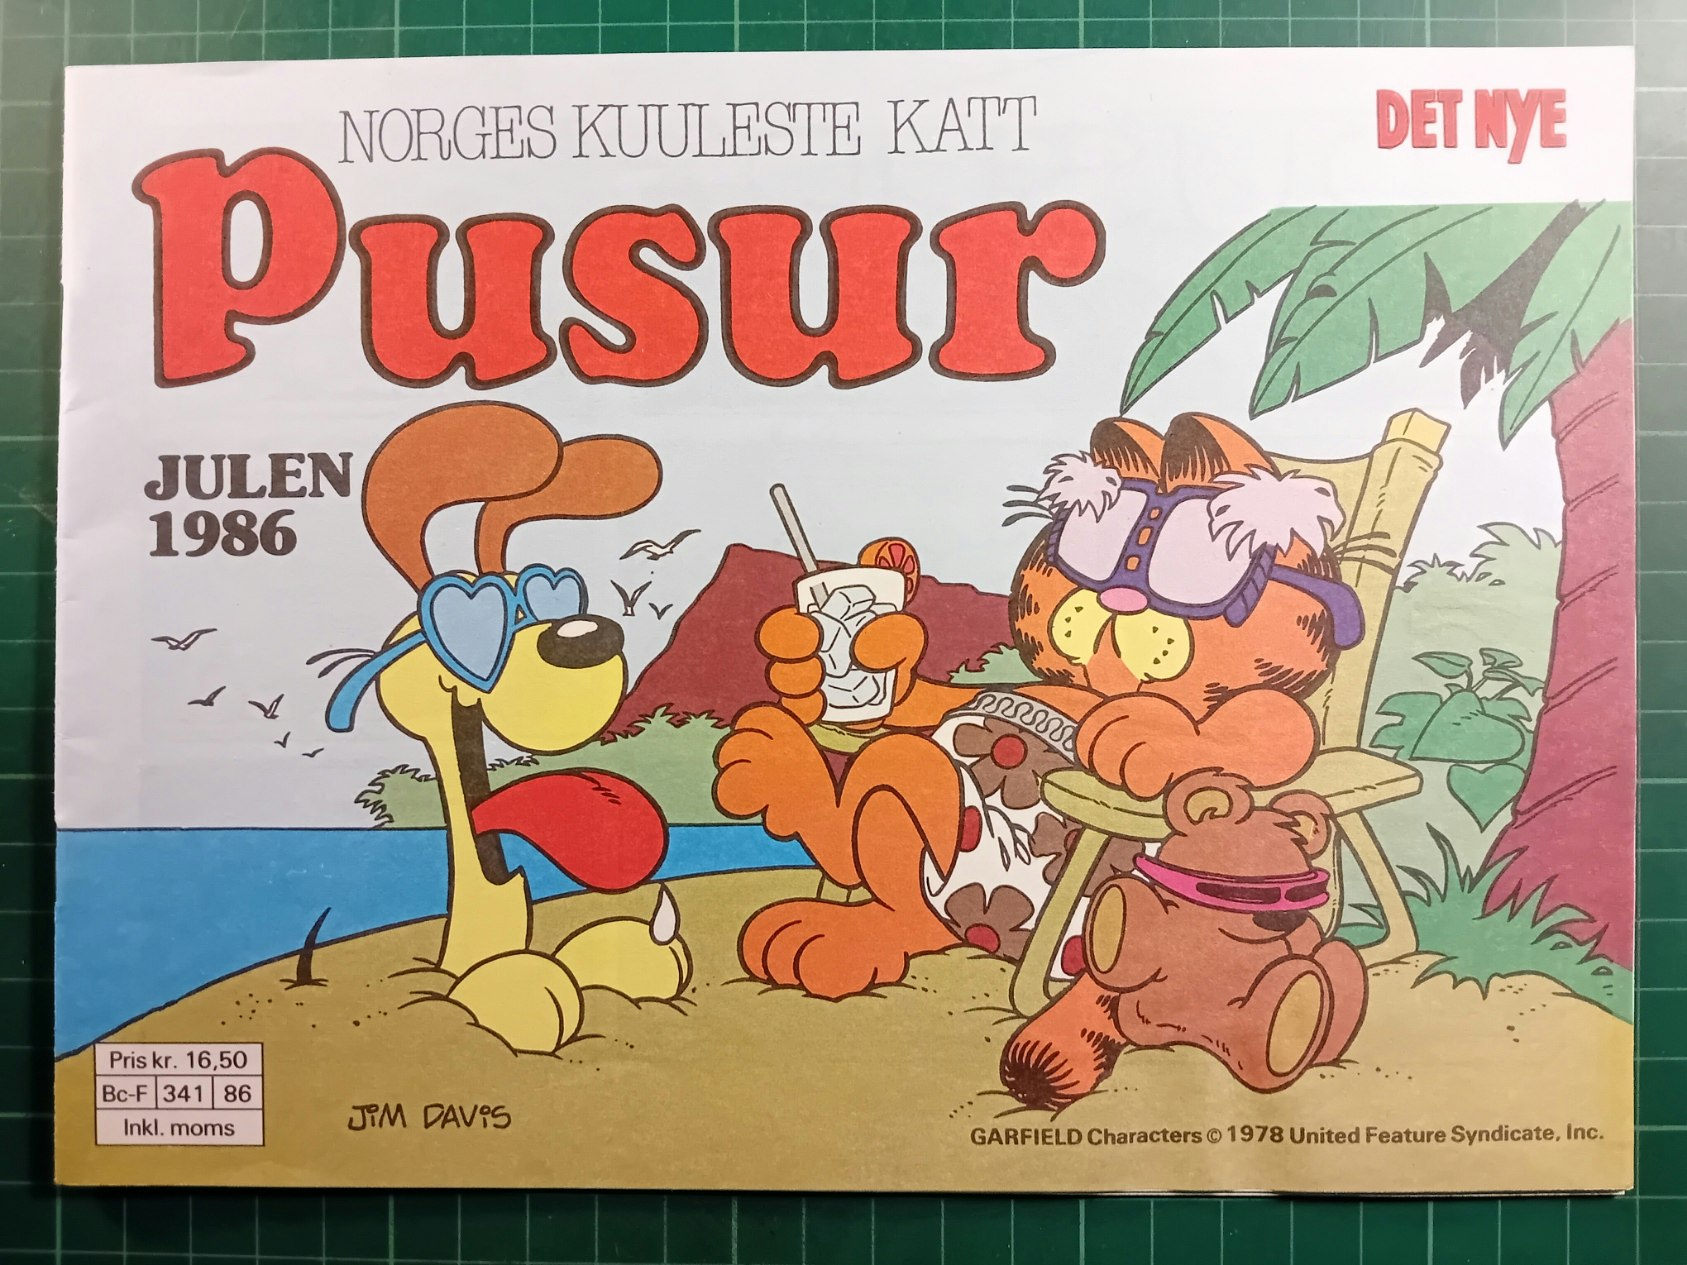 NORGES KUULESTE KATT
DET NYE
Pusur
JULEN
1986
Pris kr. 16,50
Bc-F 341 86
Inkl. moms
JIM DAVIS
GARFIELD Characters © 1978 United Feature Syndicate, Inc.